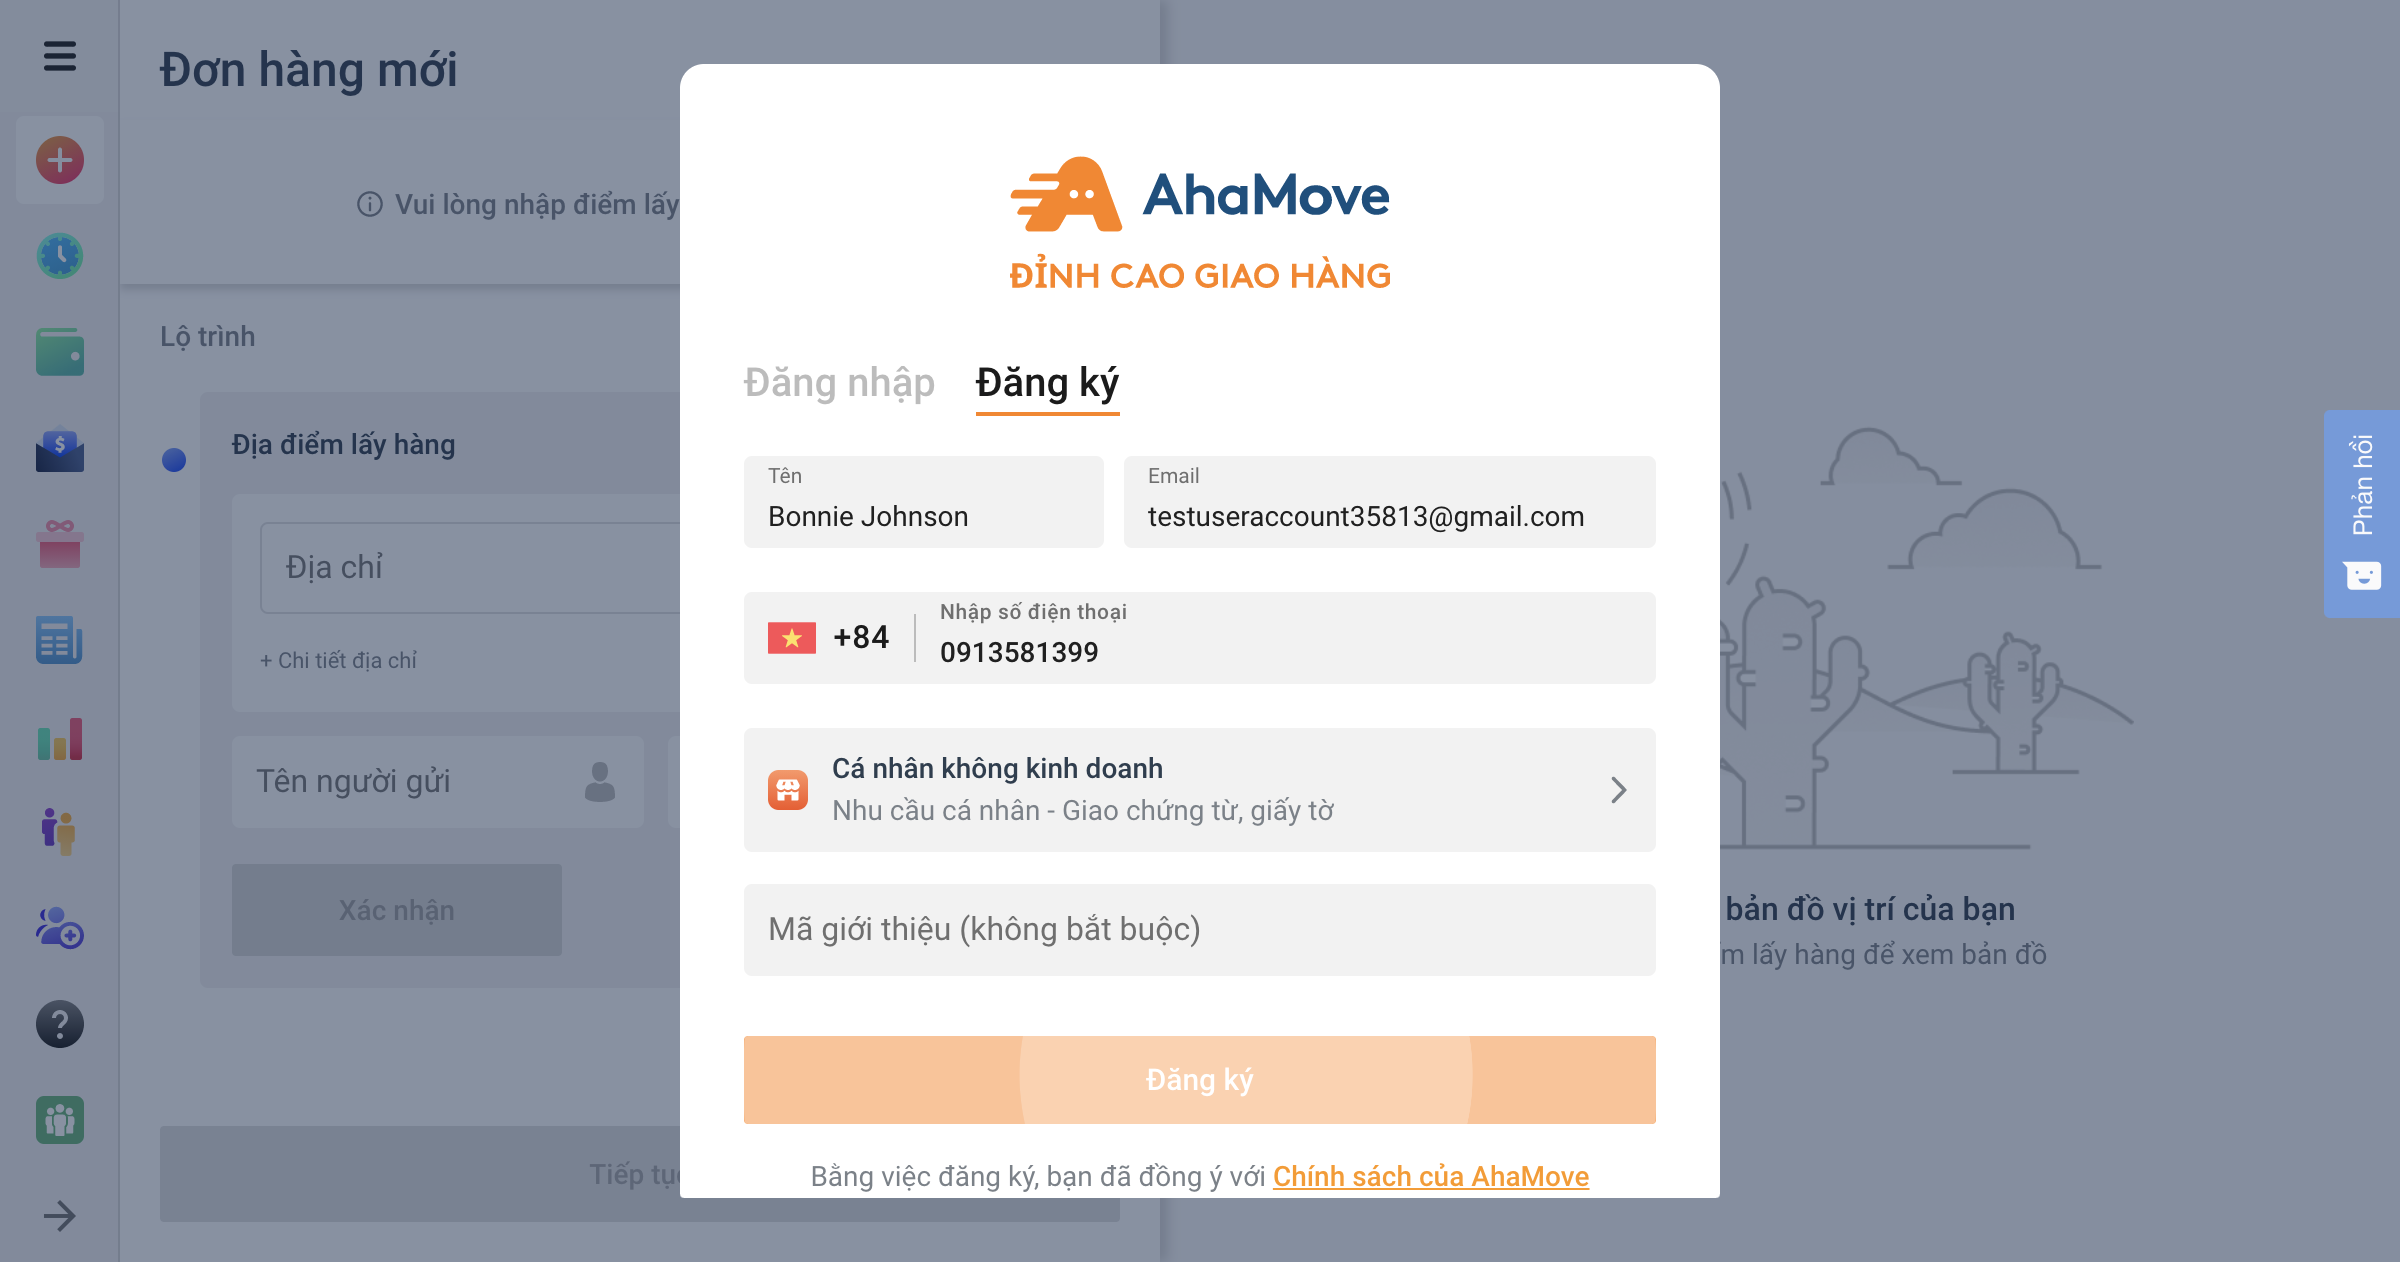 Đơn hàng mới
Vui lòng nhập điểm lấy
Lộ trình
Địa điểm lấy hàng
Địa chỉ
+ Chi tiết địa chỉ
Tên người gửi
Xác nhận
AhaMove
ĐỈNH CAO GIAO HÀNG
Đăng nhập
Đăng ký
Tên
Bonnie Johnson
Email
testuseraccount35813@gmail.com
+84
Nhập số điện thoại
0913581399
Cá nhân không kinh doanh
Nhu cầu cá nhân - Giao chứng từ, giấy tờ
Mã giới thiệu (không bắt buộc)
Đăng ký
Bằng việc đăng ký, bạn đã đồng ý với Chính sách của AhaMove
Tiếp
bản đồ vị trí của bạn
lấy hàng để xem bản đồ
Phản hồi